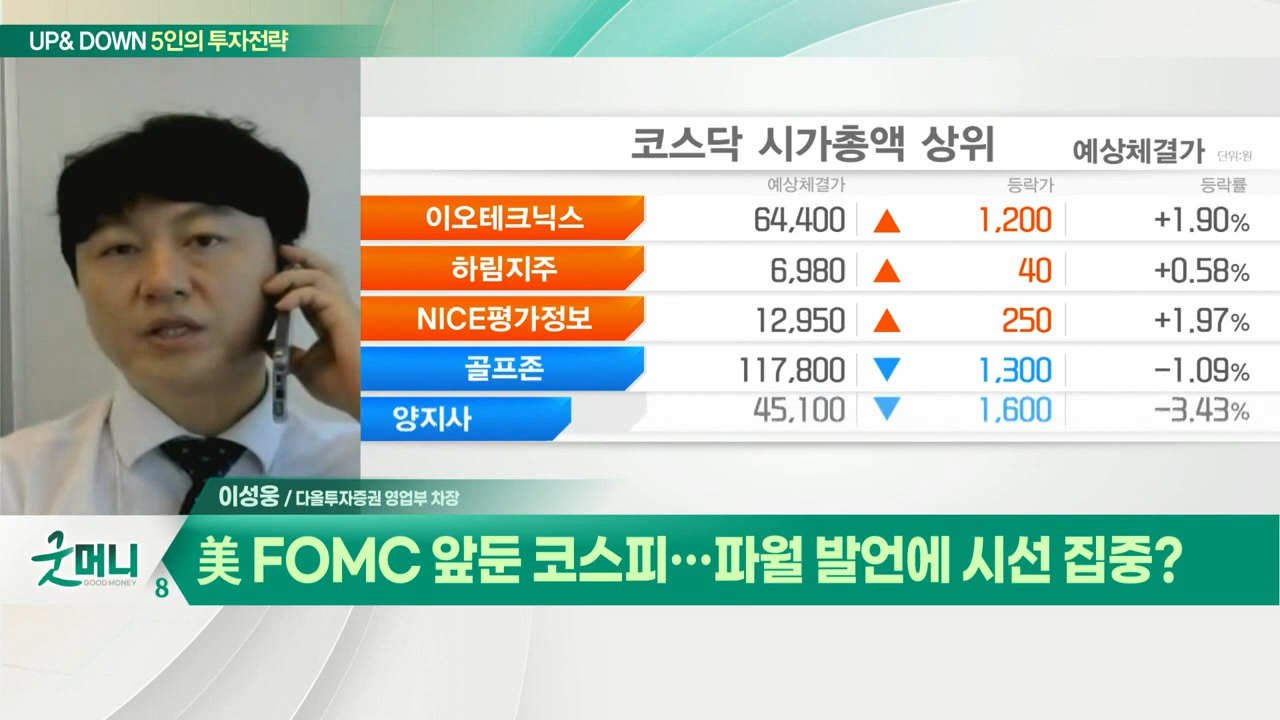 UP& DOWN 5인의 투자전략
코스닥 시가총액 상위 예상체결가 단위:원
예상체결가 등락가 등락률
이오테크닉스 64,400 ▲ 1,200 +1.90%
하림지주 6,980 ▲ 40 +0.58%
NICE평가정보 12,950 ▲ 250 +1.97%
골프존 117,800 ▼ 1,300 -1.09%
양지사 45,100 ▼ 1,600 -3.43%
이성웅 / 다올투자증권 영업부 차장
굿머니
GOOD MONEY
8
美 FOMC 앞둔 코스피…파월 발언에 시선 집중?